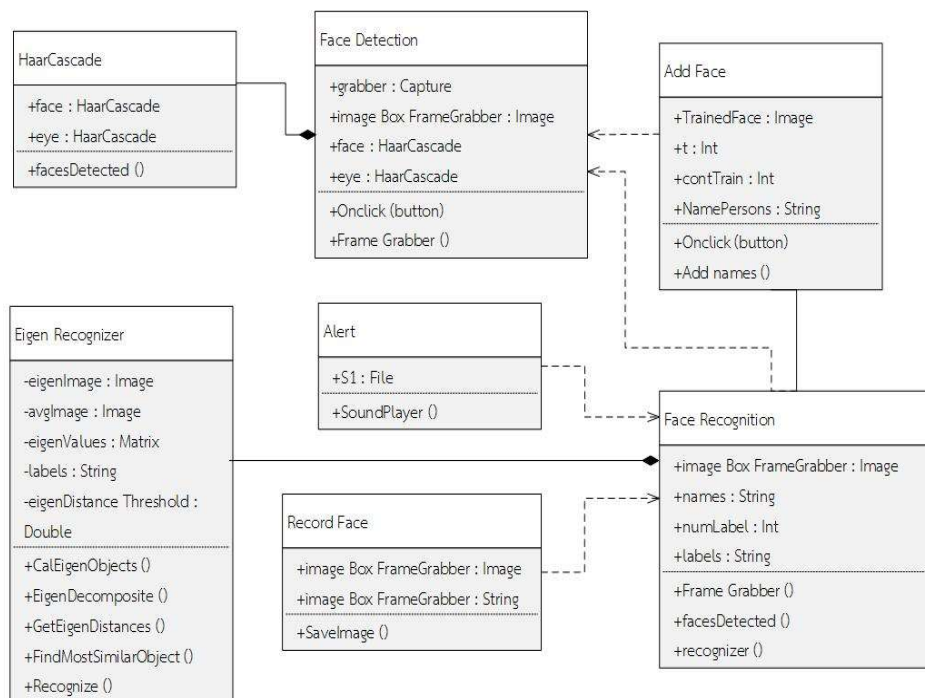 HaarCascade
+face : HaarCascade
+eye : HaarCascade
+facesDetected ()
Face Detection
+grabber : Capture
+image Box FrameGrabber : Image
+face : HaarCascade
+eye : HaarCascade
+Onclick (button)
+Frame Grabber ()
Add Face
+TrainedFace : Image
+t : Int
+contTrain : Int
+NamePersons : String
+Onclick (button)
+Add names ()
Eigen Recognizer
-eigenImage : Image
-avgImage : Image
-eigenValues : Matrix
-labels : String
-eigenDistance Threshold :
Double
+CalEigenObjects ()
+EigenDecomposite ()
+GetEigenDistances ()
+FindMostSimilarObject ()
+Recognize ()
Alert
+S1 : File
+SoundPlayer ()
Record Face
+image Box FrameGrabber : Image
+image Box FrameGrabber : String
+SaveImage ()
Face Recognition
+image Box FrameGrabber : Image
+names : String
+numLabel : Int
+labels : String
+Frame Grabber ()
+facesDetected ()
+recognizer ()